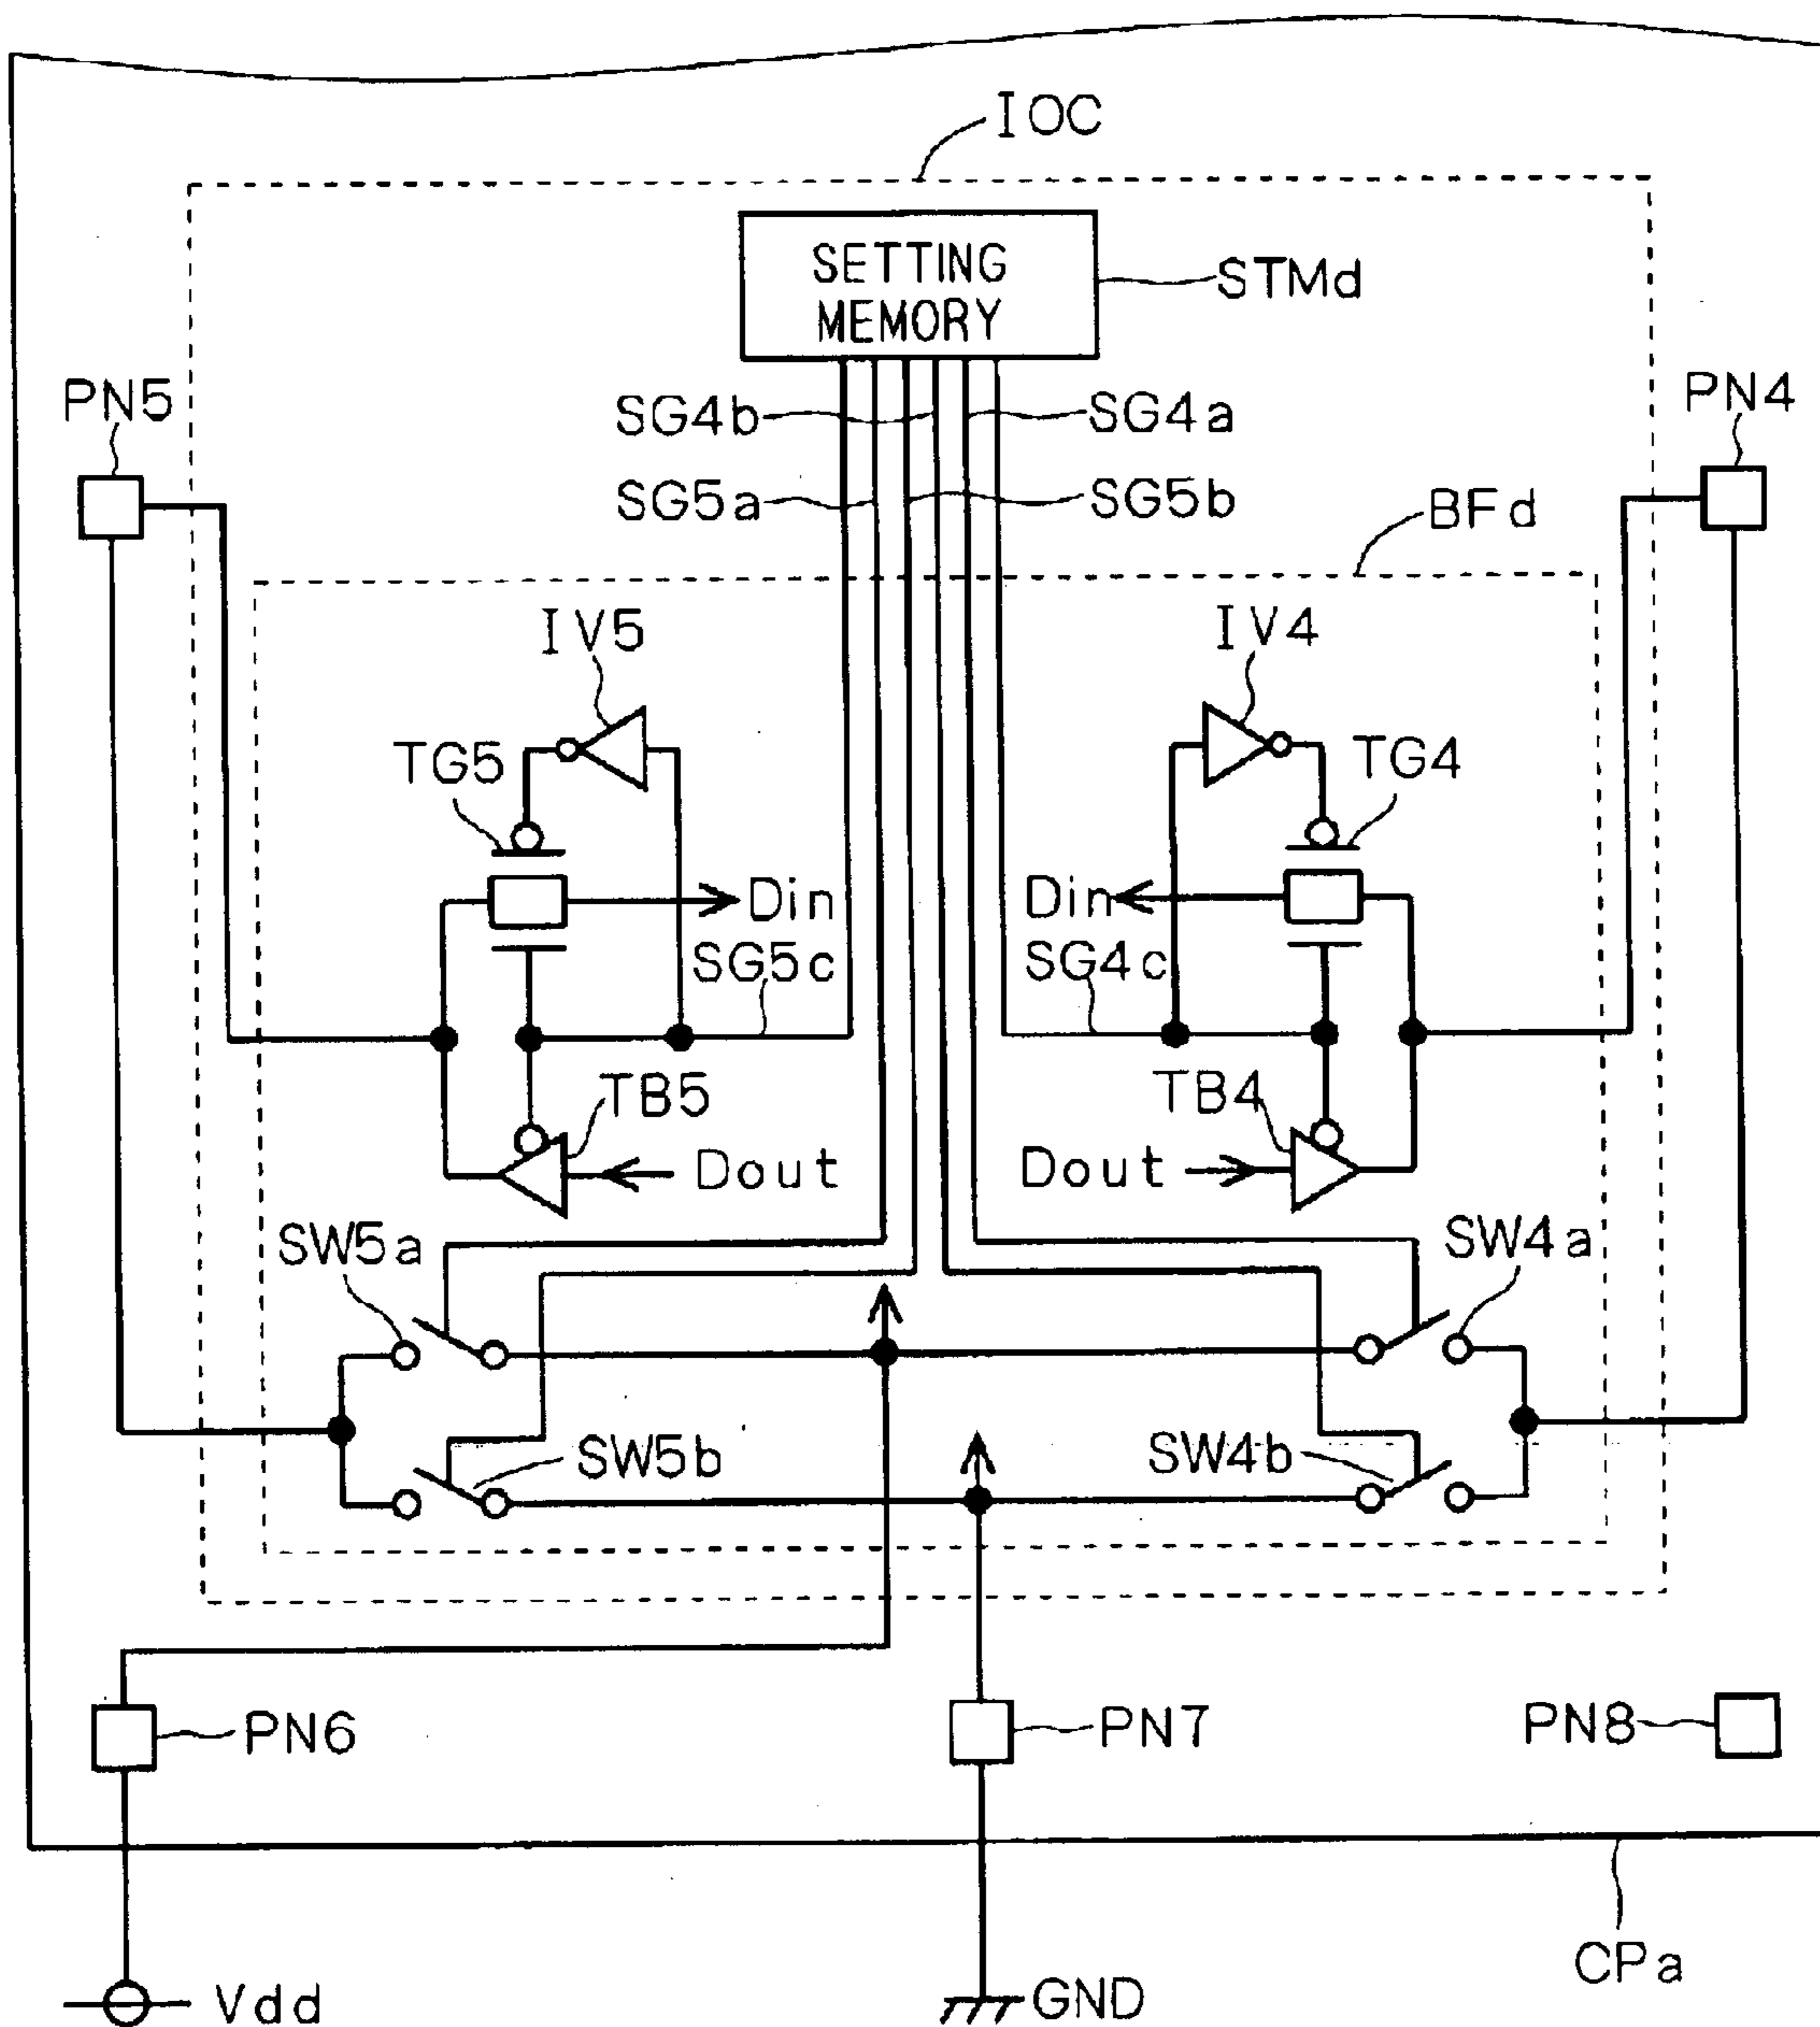 IOC
SETTING
MEMORY
STMd
PN5
PN4
SG4b
SG4a
SG5a
SG5b
BFd
IV5
IV4
TG5
TG4
Din
Din
SG5c
SG4c
TB5
TB4
Dout
Dout
SW5a
SW4a
SW5b
SW4b
PN6
PN7
PN8
CPa
Vdd
GND